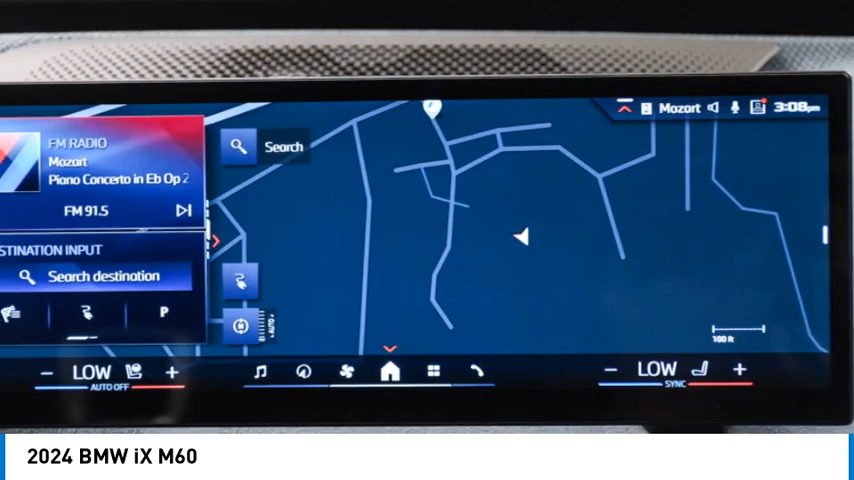 FM RADIO
Mozart
Piano Concerto in Eb Op 2
FM 91.5
STINATION INPUT
Search destination
P
Search
Mozart
3:08pm
AUTO
100 ft
− LOW +
AUTO OFF
− LOW +
SYNC
2024 BMW iX M60